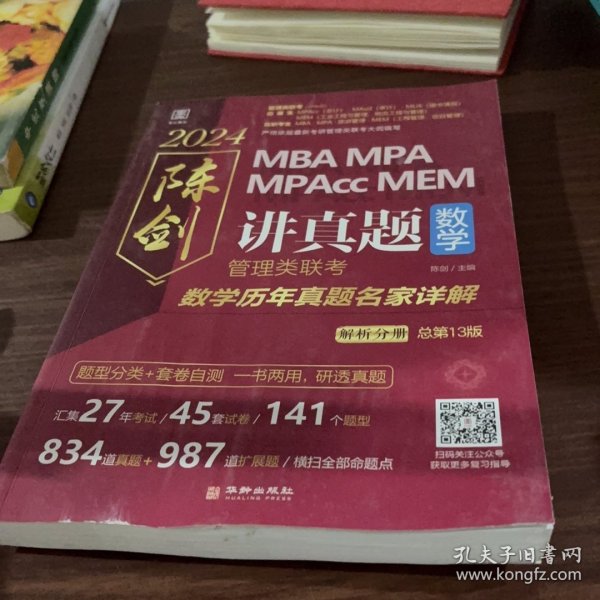 2024
陈剑
MBA MPA
MPAcc MEM
讲真题
数学
管理类联考
陈剑/主编
数学历年真题名家详解
解析分册 总第13版
题型分类+套卷自测 一书两用,研透真题
汇集27年考试/45套试卷/141个题型
834道真题+987道扩展题/横扫全部命题点
扫码关注公众号
获取更多复习指导
华龄出版社
HUALING PRESS
孔夫子旧书网
www.kongfz.com